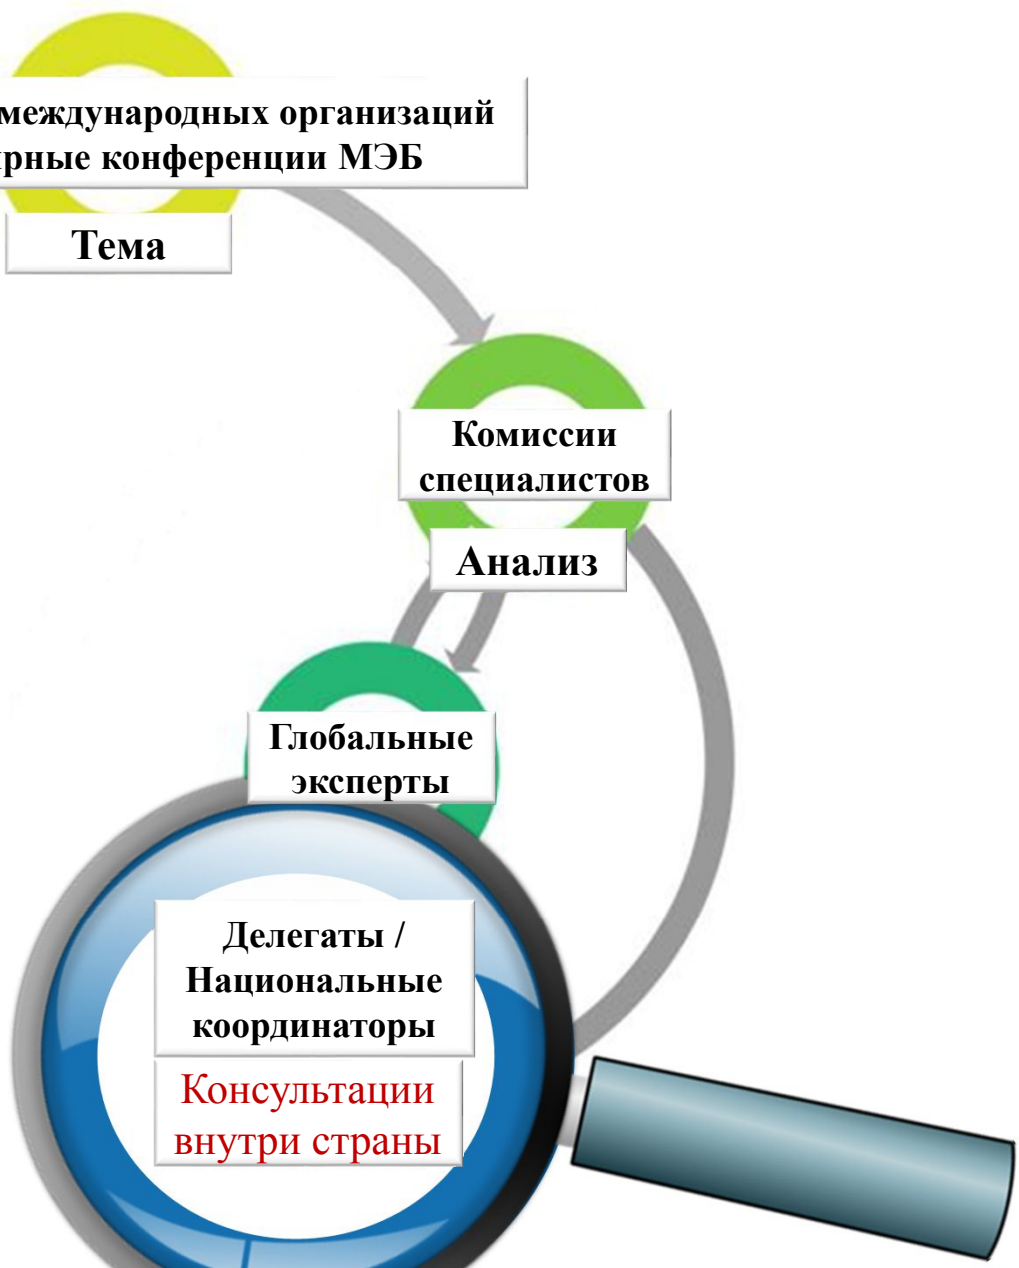 международных организаций
конференции МЭБ
Тема
Комиссии
специалистов
Анализ
Глобальные
эксперты
Делегаты /
Национальные
координаторы
Консультации
внутри страны